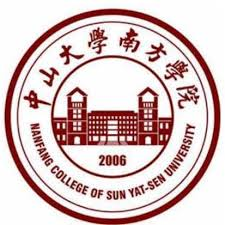 中山大學南方學院
2006
NANFANG COLLEGE OF SUN YAT-SEN UNIVERSITY